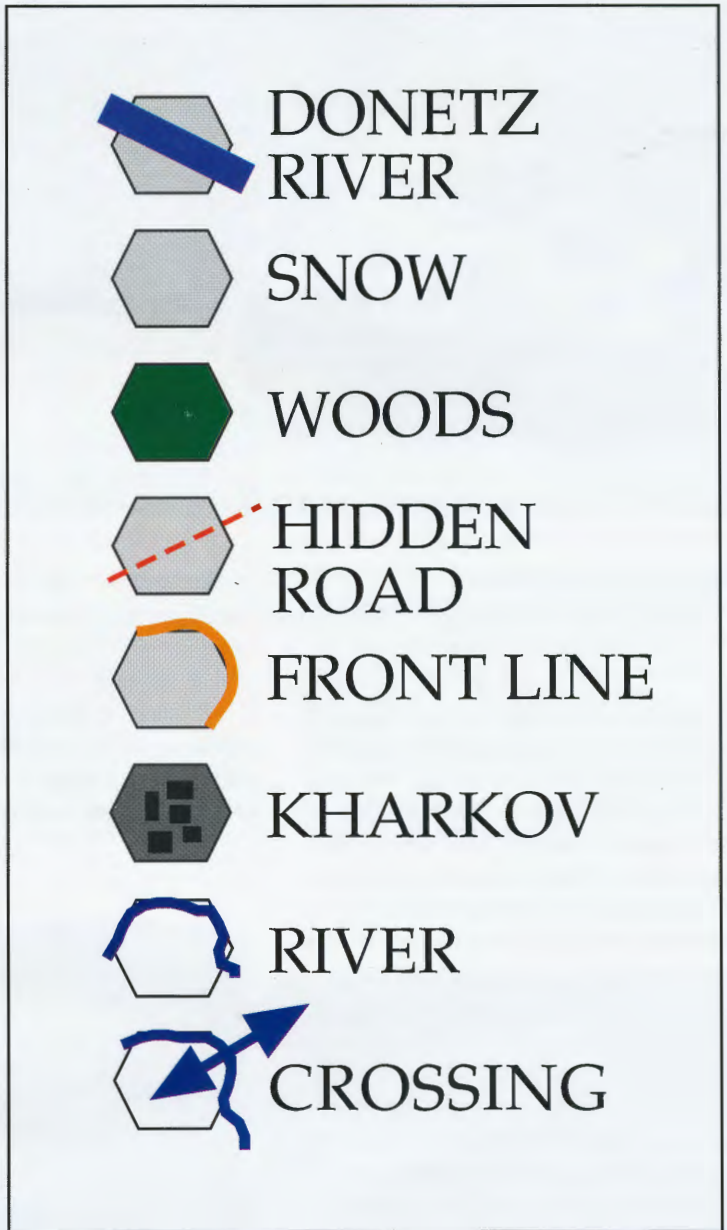 DONETZ
RIVER
SNOW
WOODS
HIDDEN
ROAD
FRONT LINE
KHARKOV
RIVER
CROSSING